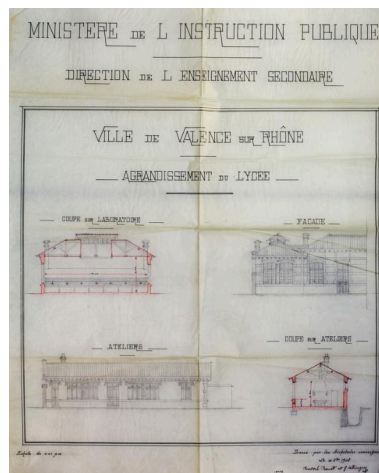 MINISTERE DE L INSTRUCTION PUBLIQUE
DIRECTION DE L ENSEIGNEMENT SECONDAIRE
VILLE DE VALENCE SUR RHÔNE
AGRANDISSEMENT DU LYCEE
COUPE SUR LABORATOIRE
FACADE
ATELIERS
COUPE SUR ATELIERS
Dressé par les Architectes